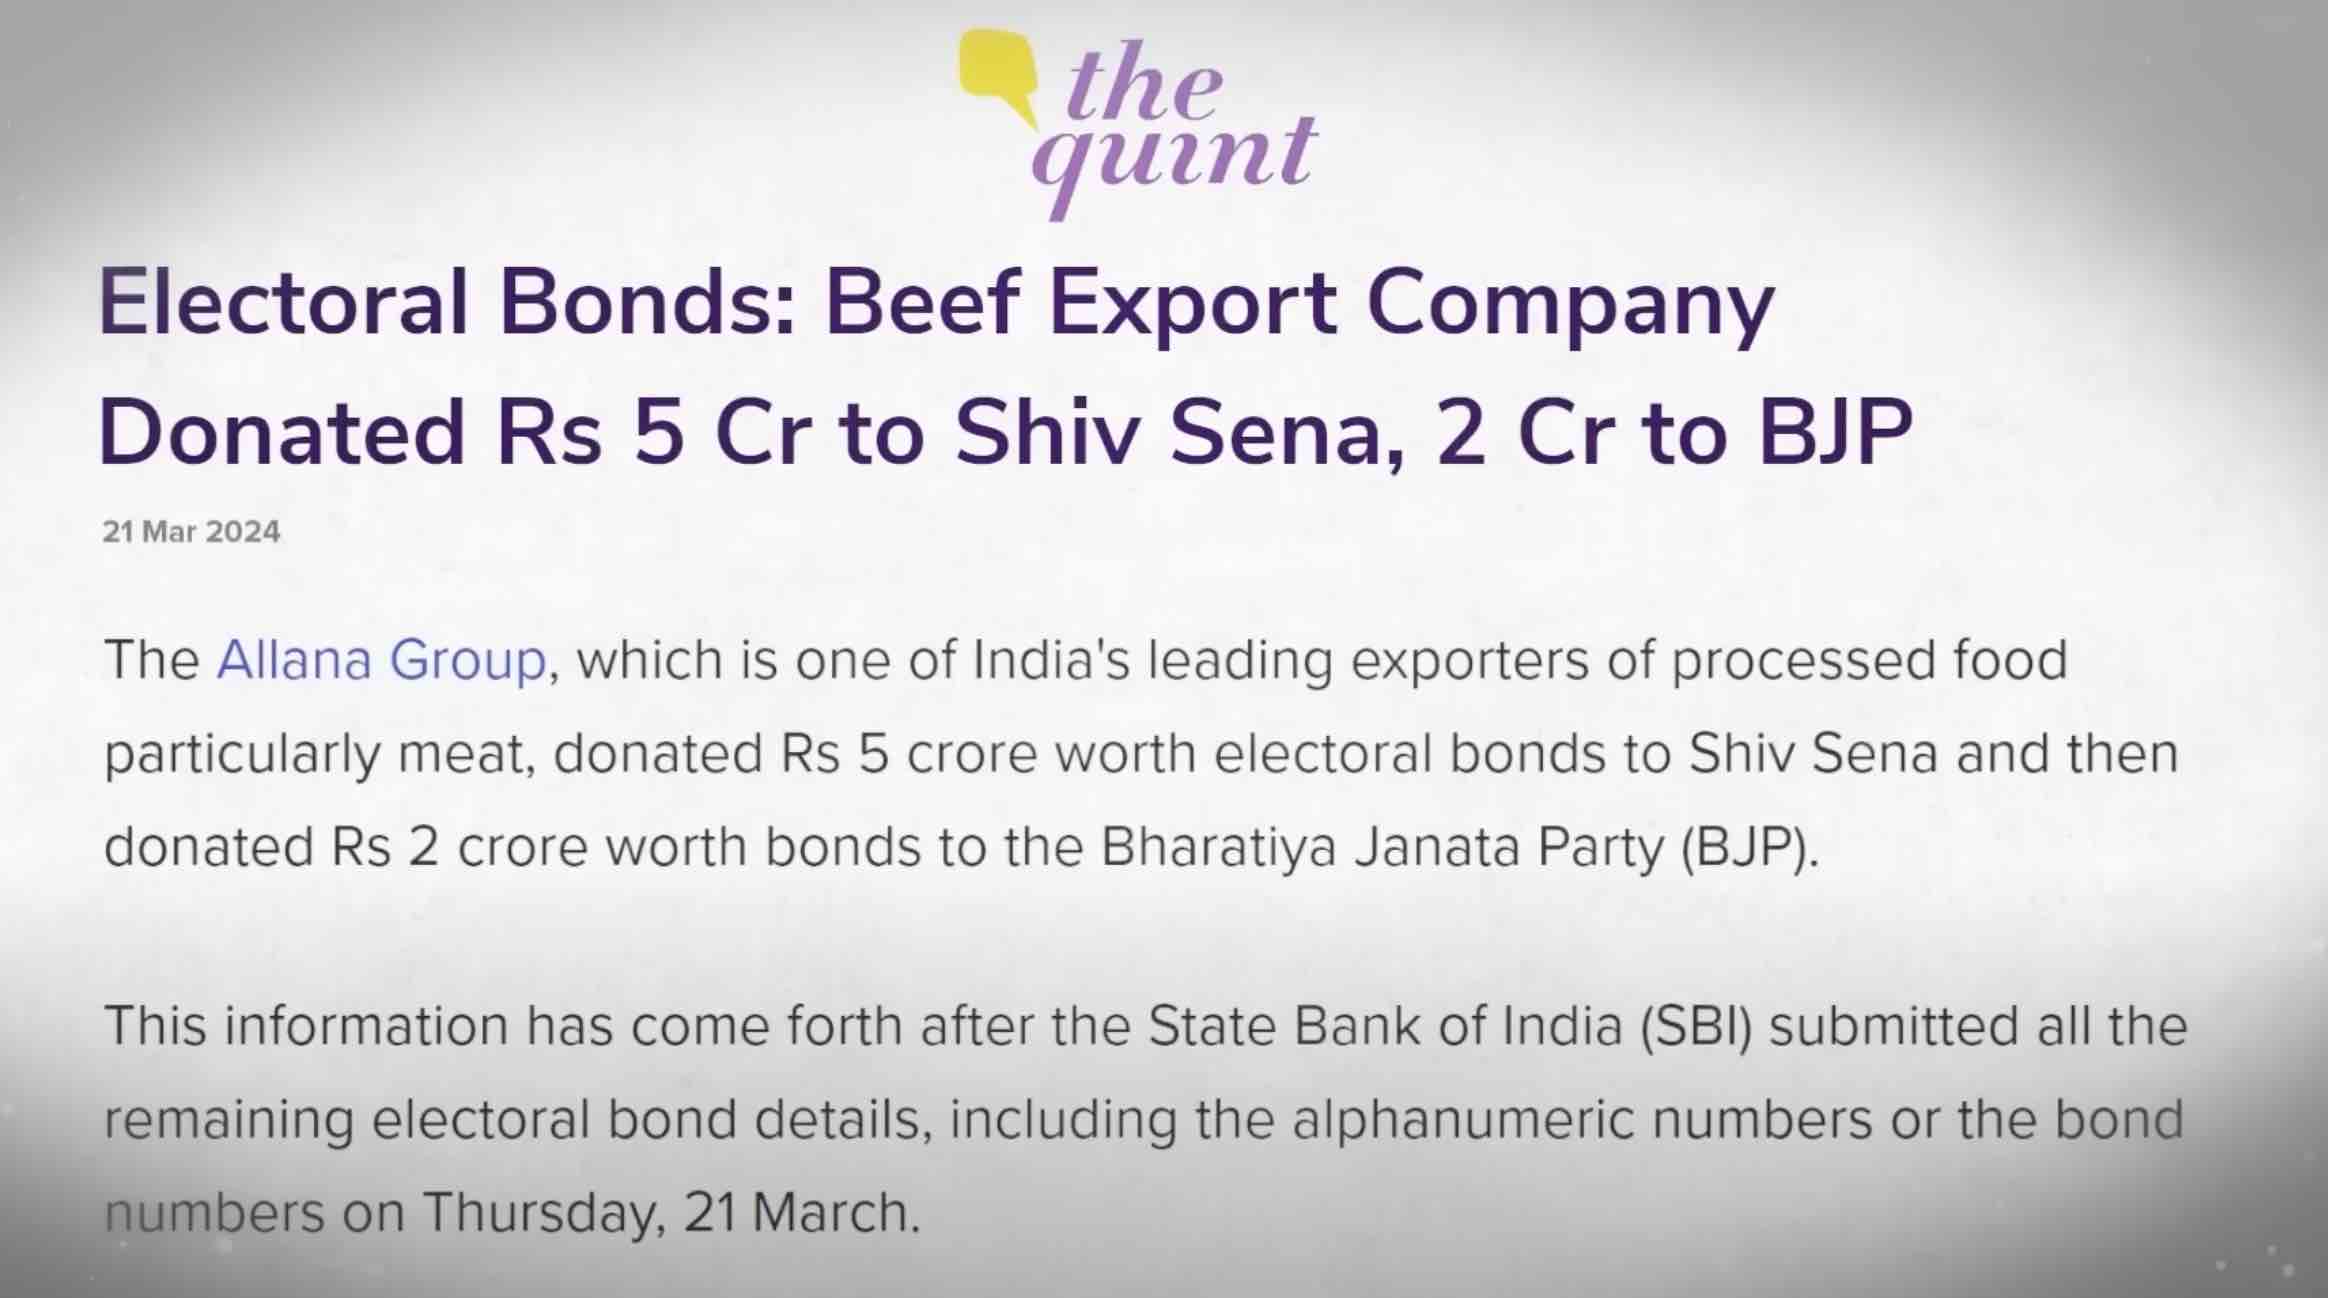 the
quint
Electoral Bonds: Beef Export Company
Donated Rs 5 Cr to Shiv Sena, 2 Cr to BJP
21 Mar 2024
The Allana Group, which is one of India's leading exporters of processed food
particularly meat, donated Rs 5 crore worth electoral bonds to Shiv Sena and then
donated Rs 2 crore worth bonds to the Bharatiya Janata Party (BJP).
This information has come forth after the State Bank of India (SBI) submitted all the
remaining electoral bond details, including the alphanumeric numbers or the bond
numbers on Thursday, 21 March.